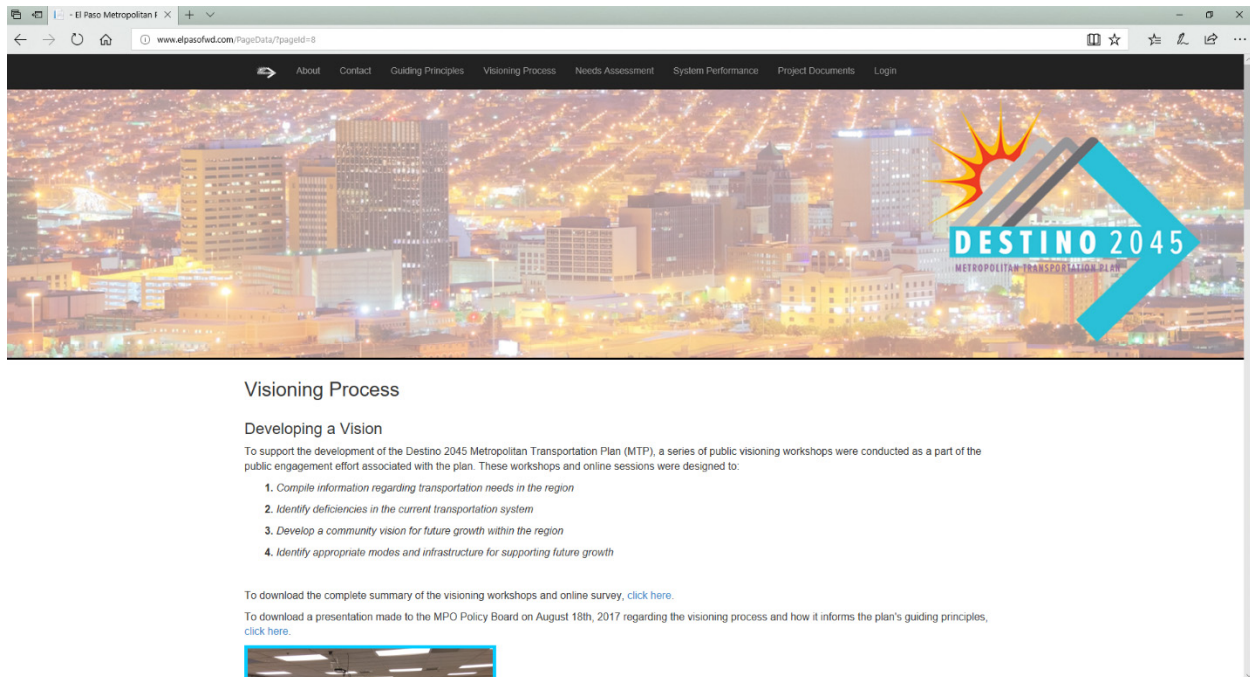 - El Paso Metropolitan F
www.elpasofwd.com/PageData/?pageId=8
About Contact Guiding Principles Visioning Process Needs Assessment System Performance Project Documents Login
DESTINO 2045
METROPOLITAN TRANSPORTATION PLAN
Visioning Process
Developing a Vision
To support the development of the Destino 2045 Metropolitan Transportation Plan (MTP), a series of public visioning workshops were conducted as a part of the
public engagement effort associated with the plan. These workshops and online sessions were designed to:
1. Compile information regarding transportation needs in the region
2. Identify deficiencies in the current transportation system
3. Develop a community vision for future growth within the region
4. Identify appropriate modes and infrastructure for supporting future growth
To download the complete summary of the visioning workshops and online survey, click here.
To download a presentation made to the MPO Policy Board on August 18th, 2017 regarding the visioning process and how it informs the plan's guiding principles,
click here.